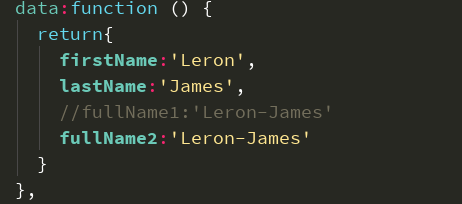 data:function () {
return{
firstName:'Leron',
lastName:'James',
//fullName1:'Leron-James'
fullName2:'Leron-James'
}
},